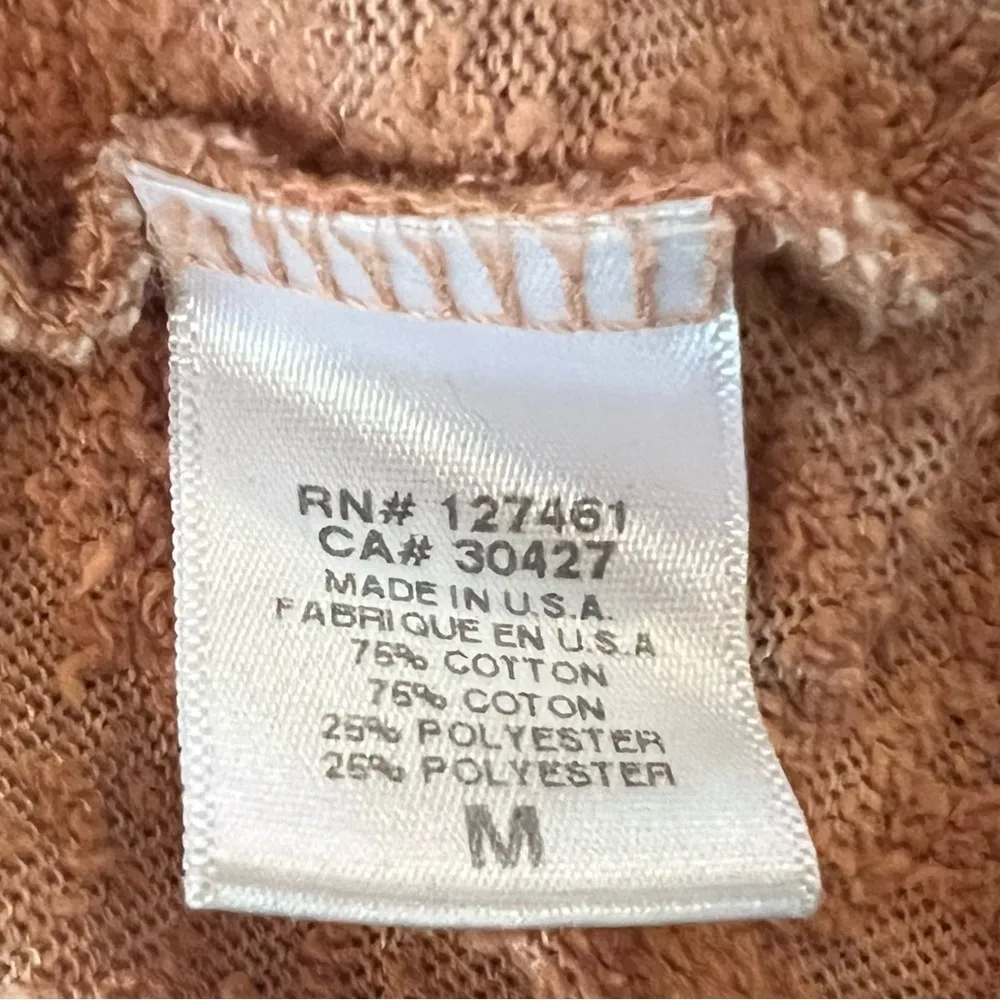 RN# 127461
CA# 30427
MADE IN U.S.A.
FABRIQUE EN U.S.A
75% COTTON
75% COTON
25% POLYESTER
25% POLYESTER
M